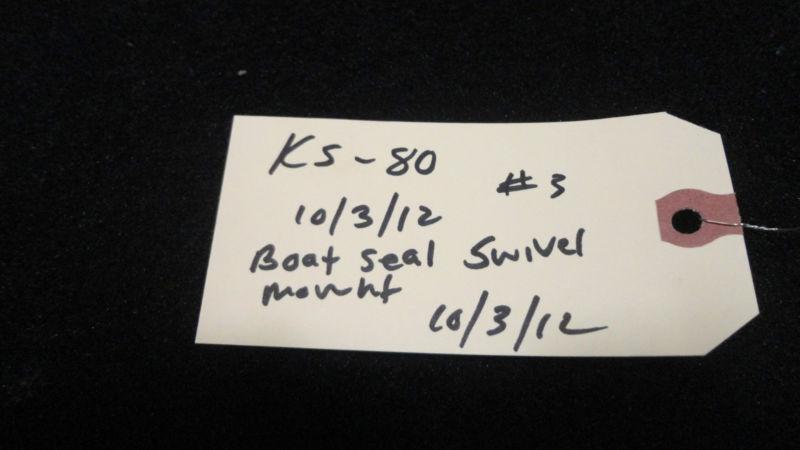 KS-80
#3
10/3/12
Boat seal Swivel
mount
10/3/12